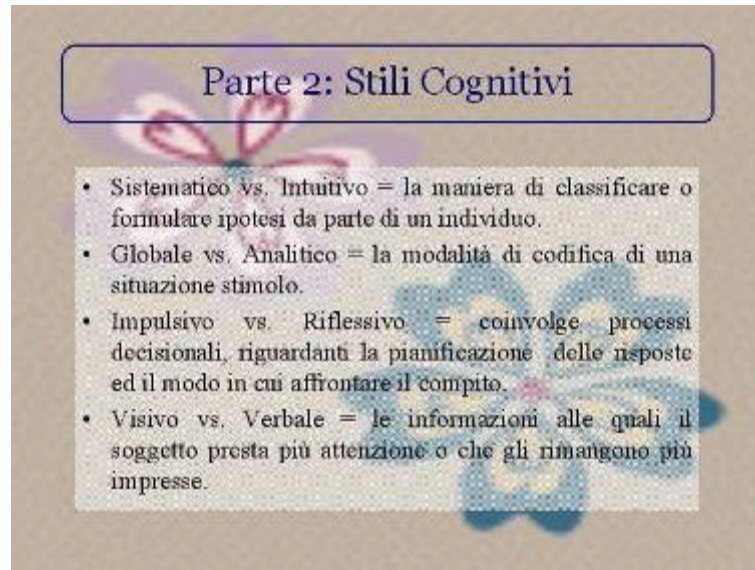 Parte 2: Stili Cognitivi
• Sistematico vs. Intuitivo = la maniera di classificare o
formulare ipotesi da parte di un individuo.
• Globale vs. Analitico = la modalità di codifica di una
situazione stimolo.
• Impulsivo vs. Riflessivo = coinvolge processi
decisionali, riguardanti la pianificazione delle risposte
ed il modo in cui affrontare il compito.
• Visivo vs. Verbale = le informazioni alle quali il
soggetto presta più attenzione o che gli rimangono più
impresse.